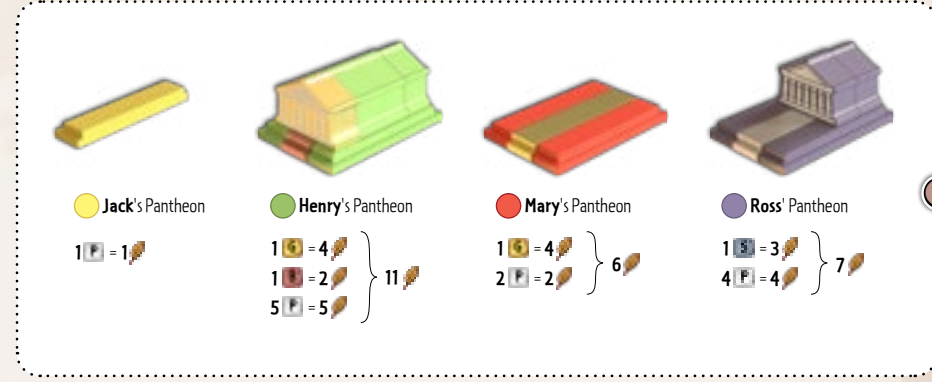 Jack's Pantheon
1 P = 1
Henry's Pantheon
1 G = 4
1 B = 2
5 P = 5
11
Mary's Pantheon
1 G = 4
2 P = 2
6
Ross' Pantheon
1 S = 3
4 P = 4
7